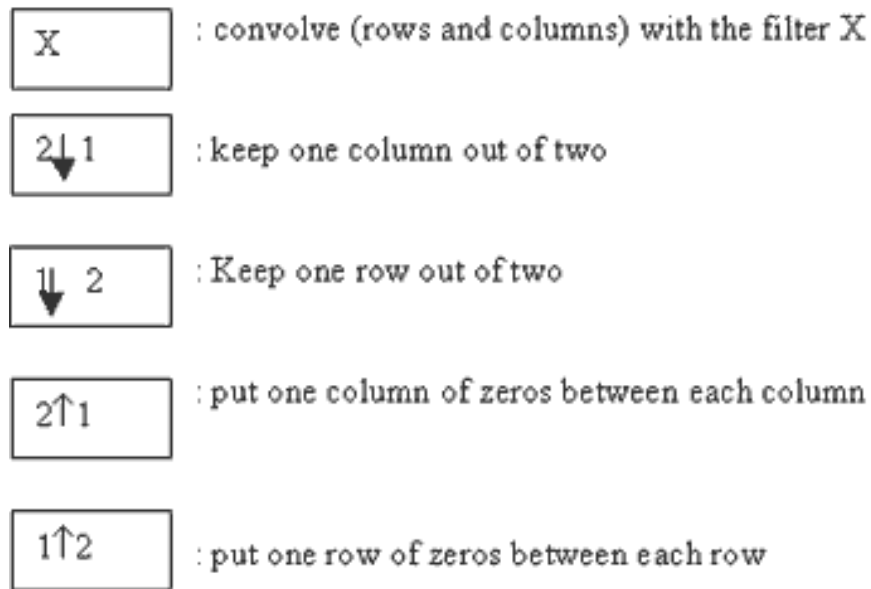 X : convolve (rows and columns) with the filter X
2↓1 : keep one column out of two
1↓ 2 : Keep one row out of two
2↑1 : put one column of zeros between each column
1↑2 : put one row of zeros between each row